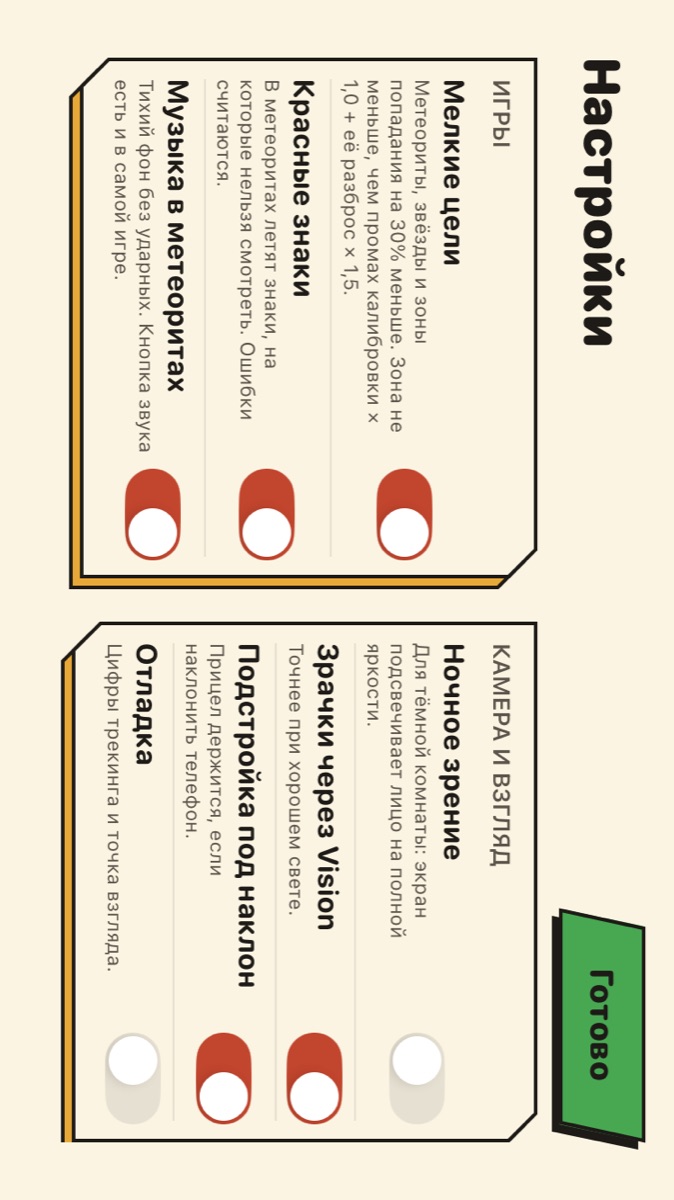 Настройки
Готово
ИГРЫ
Мелкие цели
Метеориты, звёзды и зоны
попадания на 30% меньше. Зона не
меньше, чем промах калибровки ×
1,0 + её разброс × 1,5.
Красные знаки
В метеоритах летят знаки, на
которые нельзя смотреть. Ошибки
считаются.
Музыка в метеоритах
Тихий фон без ударных. Кнопка звука
есть и в самой игре.
КАМЕРА И ВЗГЛЯД
Ночное зрение
Для тёмной комнаты: экран
подсвечивает лицо на полной
яркости.
Зрачки через Vision
Точнее при хорошем свете.
Подстройка под наклон
Прицел держится, если
наклонить телефон.
Отладка
Цифры трекинга и точка взгляда.